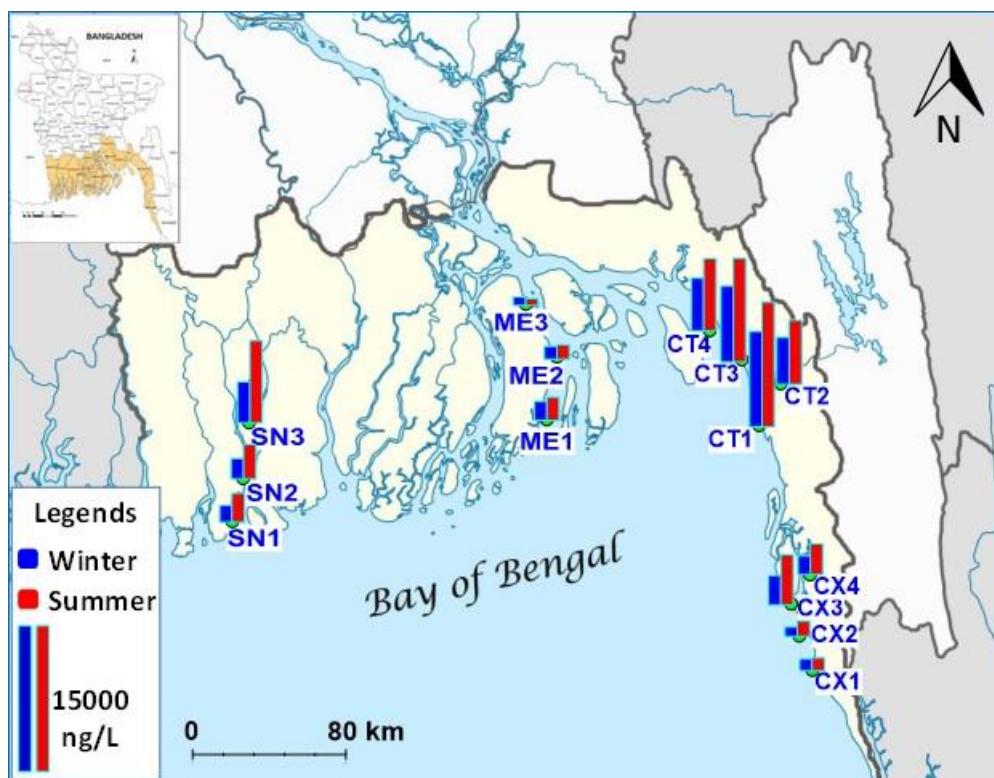 BANGLADESH
N
ME3
CT4
ME2
CT3
CT2
SN3
ME1
CT1
SN2
Legends
SN1
Winter
Bay of Bengal
CX4
Summer
CX3
CX2
CX1
15000
ng/L
0 80 km